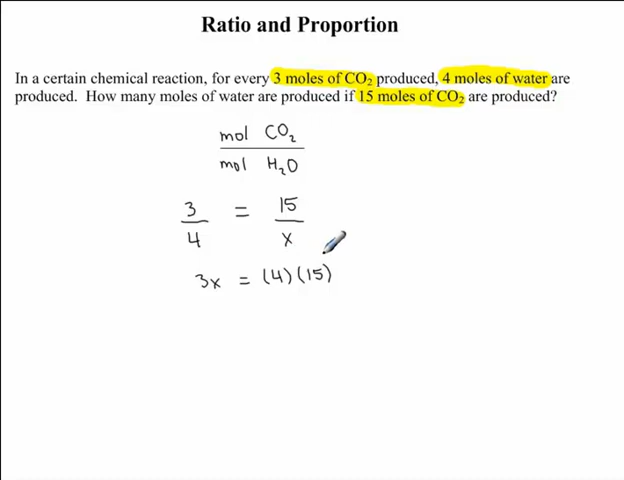 Ratio and Proportion
In a certain chemical reaction, for every 3 moles of CO₂ produced, 4 moles of water are
produced. How many moles of water are produced if 15 moles of CO₂ are produced?
mol CO₂
mol H₂O
3 = 15
4 x
3x = (4)(15)